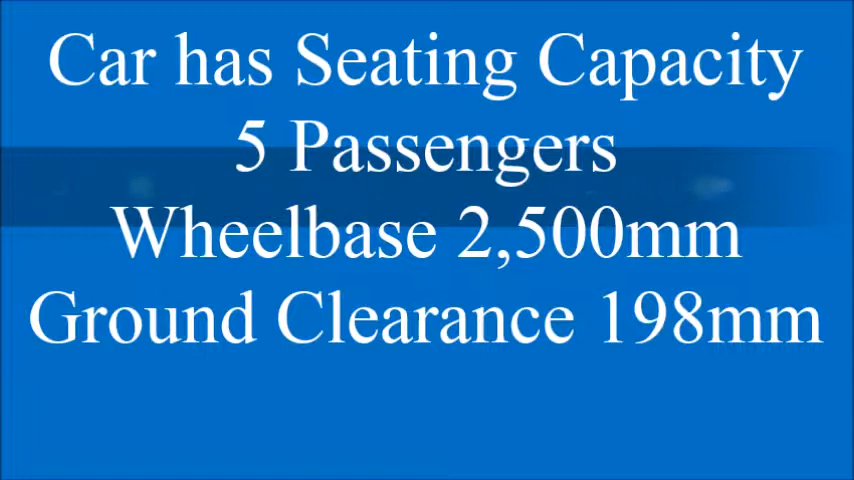 Car has Seating Capacity
5 Passengers
Wheelbase 2,500mm
Ground Clearance 198mm